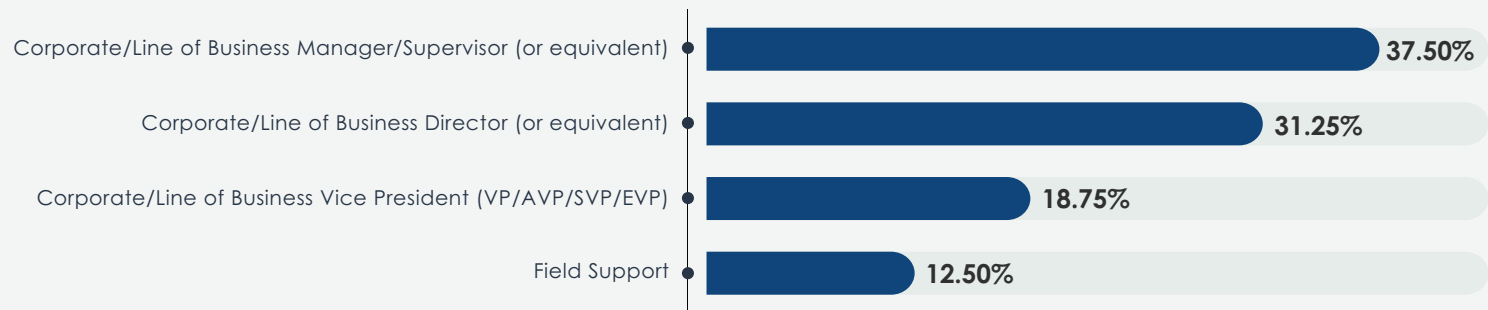 Corporate/Line of Business Manager/Supervisor (or equivalent) 37.50%
Corporate/Line of Business Director (or equivalent) 31.25%
Corporate/Line of Business Vice President (VP/AVP/SVP/EVP) 18.75%
Field Support 12.50%